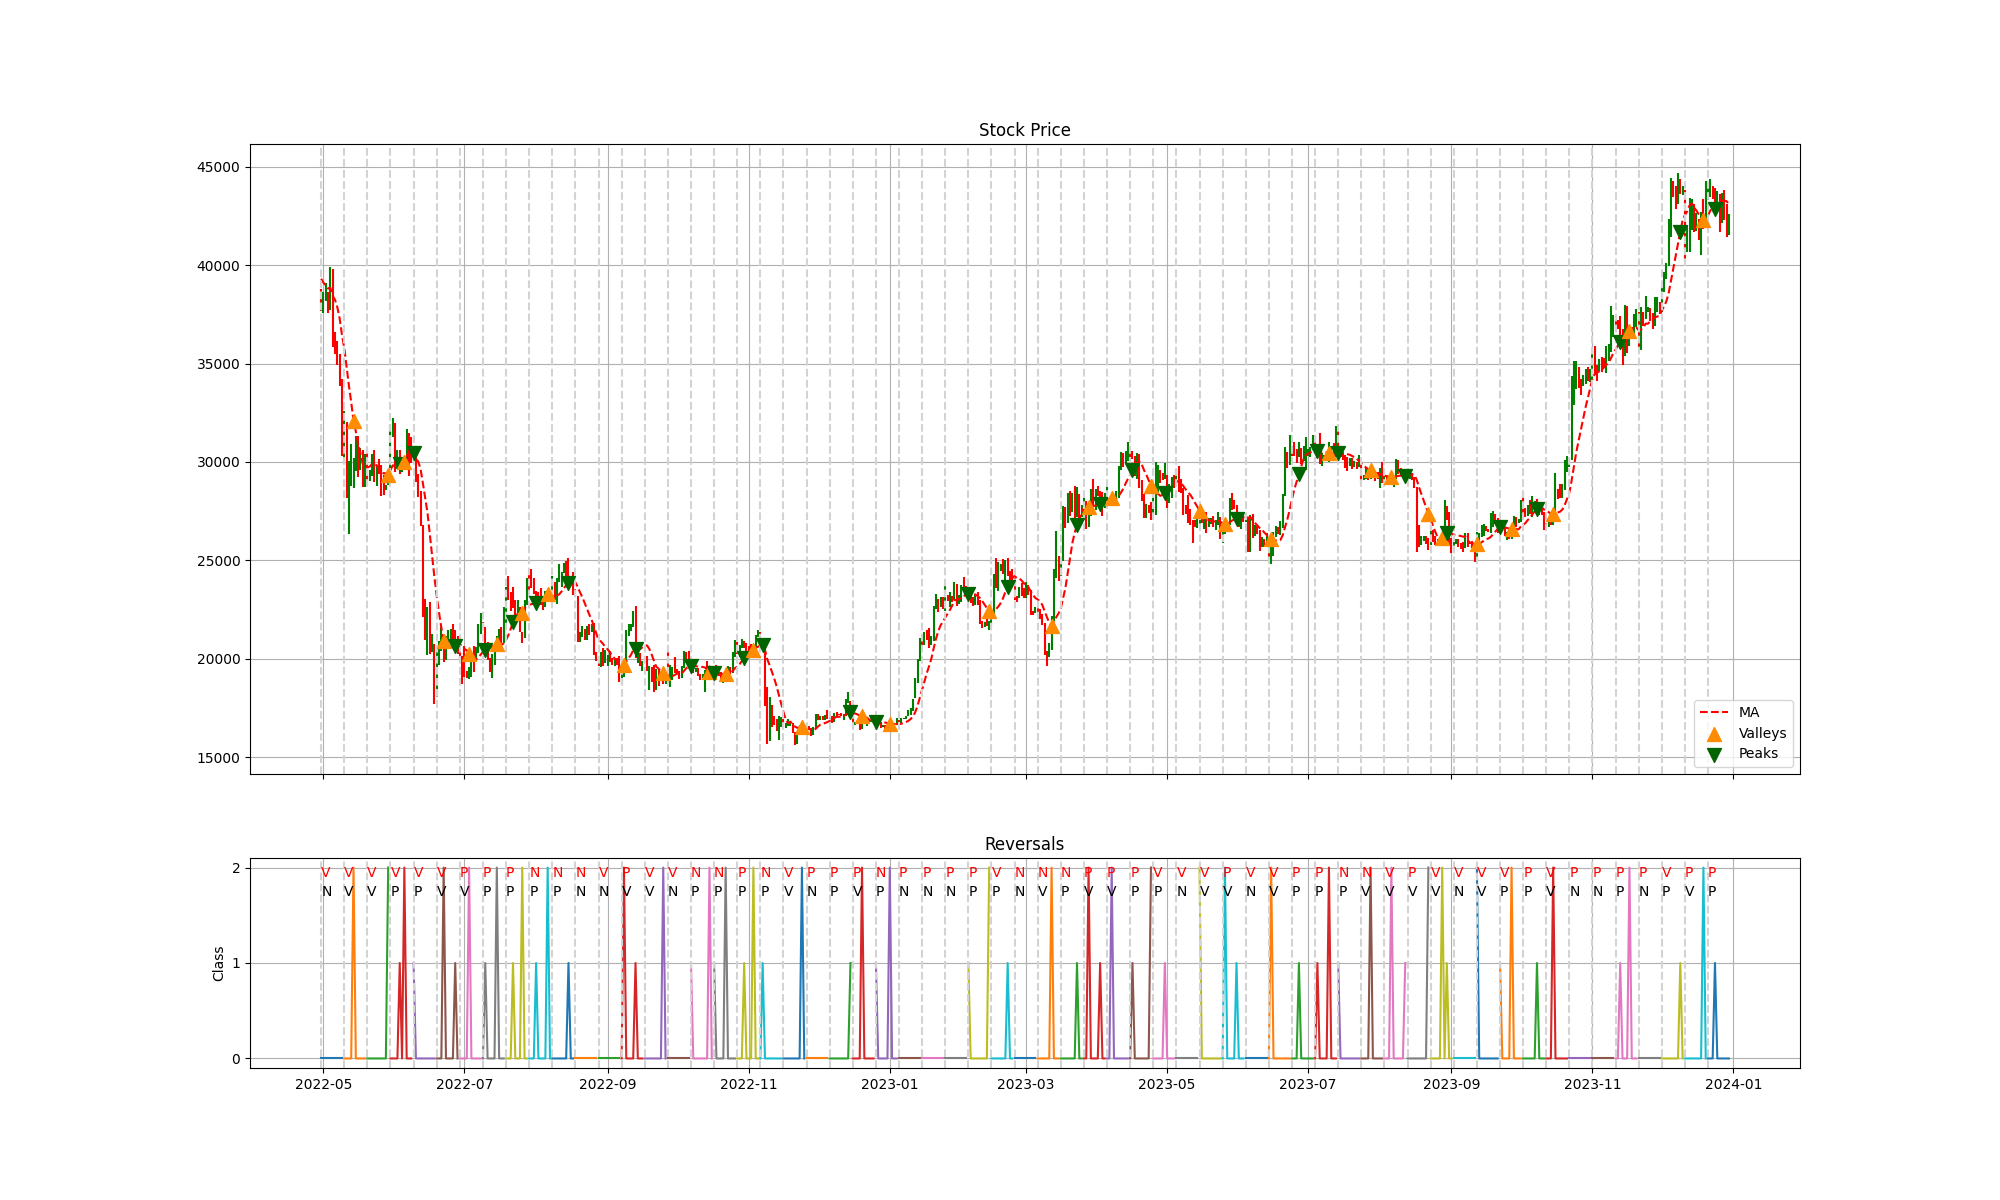 Stock Price
45000
40000
35000
30000
25000
20000
15000
MA
Valleys
Peaks
Reversals
V V V V V V P P P N N N V P V V N N P N V P P P N P P P P V N N N P P P V V V P V V P P N N V P V V V V P V P P P P V P P
N V V P P V V P P P P N N V V N P P P P V N P V P N N N P P N V P V V P P N V V N V P P P V V V V N V P P V N N P N P V P
Class
2
1
0
2022-05 2022-07 2022-09 2022-11 2023-01 2023-03 2023-05 2023-07 2023-09 2023-11 2024-01